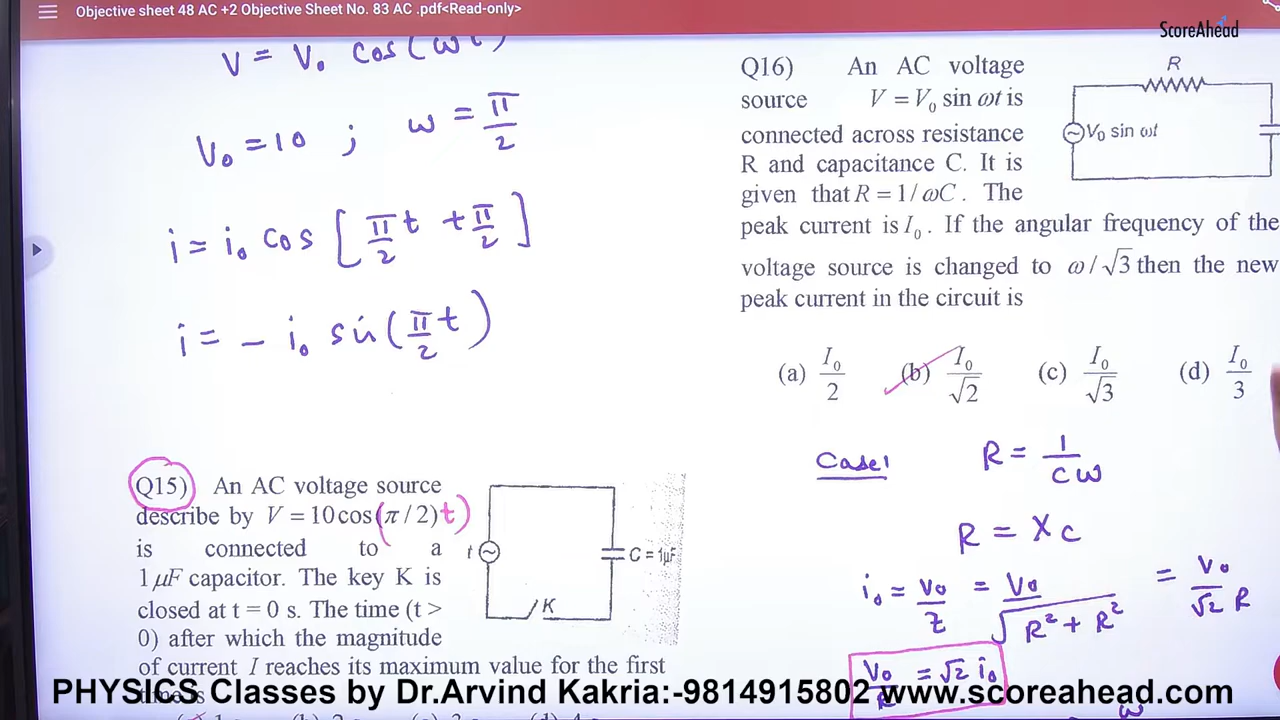 Objective sheet 48 AC +2 Objective Sheet No. 83 AC .pdf<Read-only>
ScoreAhead
V = V₀ cos(ωt)
V₀ = 10 ; ω = π/2
i = i₀ cos [π/2 t + π/2]
i = - i₀ sin(π/2 t)
Q15) An AC voltage source
describe by V = 10cos(π / 2)t)
is connected to a
1μF capacitor. The key K is
closed at t = 0 s. The time (t >
0) after which the magnitude
of current I reaches its maximum value for the first
t
C = 1μF
K
Q16) An AC voltage
source V = V₀ sin ωt is
connected across resistance
R and capacitance C. It is
given that R = 1/ ωC . The
peak current is I₀ . If the angular frequency of the
voltage source is changed to ω/√3 then the new
peak current in the circuit is
R
V₀ sin ωt
(a) I₀/2 (b) I₀/√2 (c) I₀/√3 (d) I₀/3
Case1 R = 1/Cω
R = XC
i₀ = V₀/Z = V₀/√R² + R² = V₀/√2 R
V₀/R = √2 i₀
PHYSICS Classes by Dr.Arvind Kakria:-9814915802 www.scoreahead.com